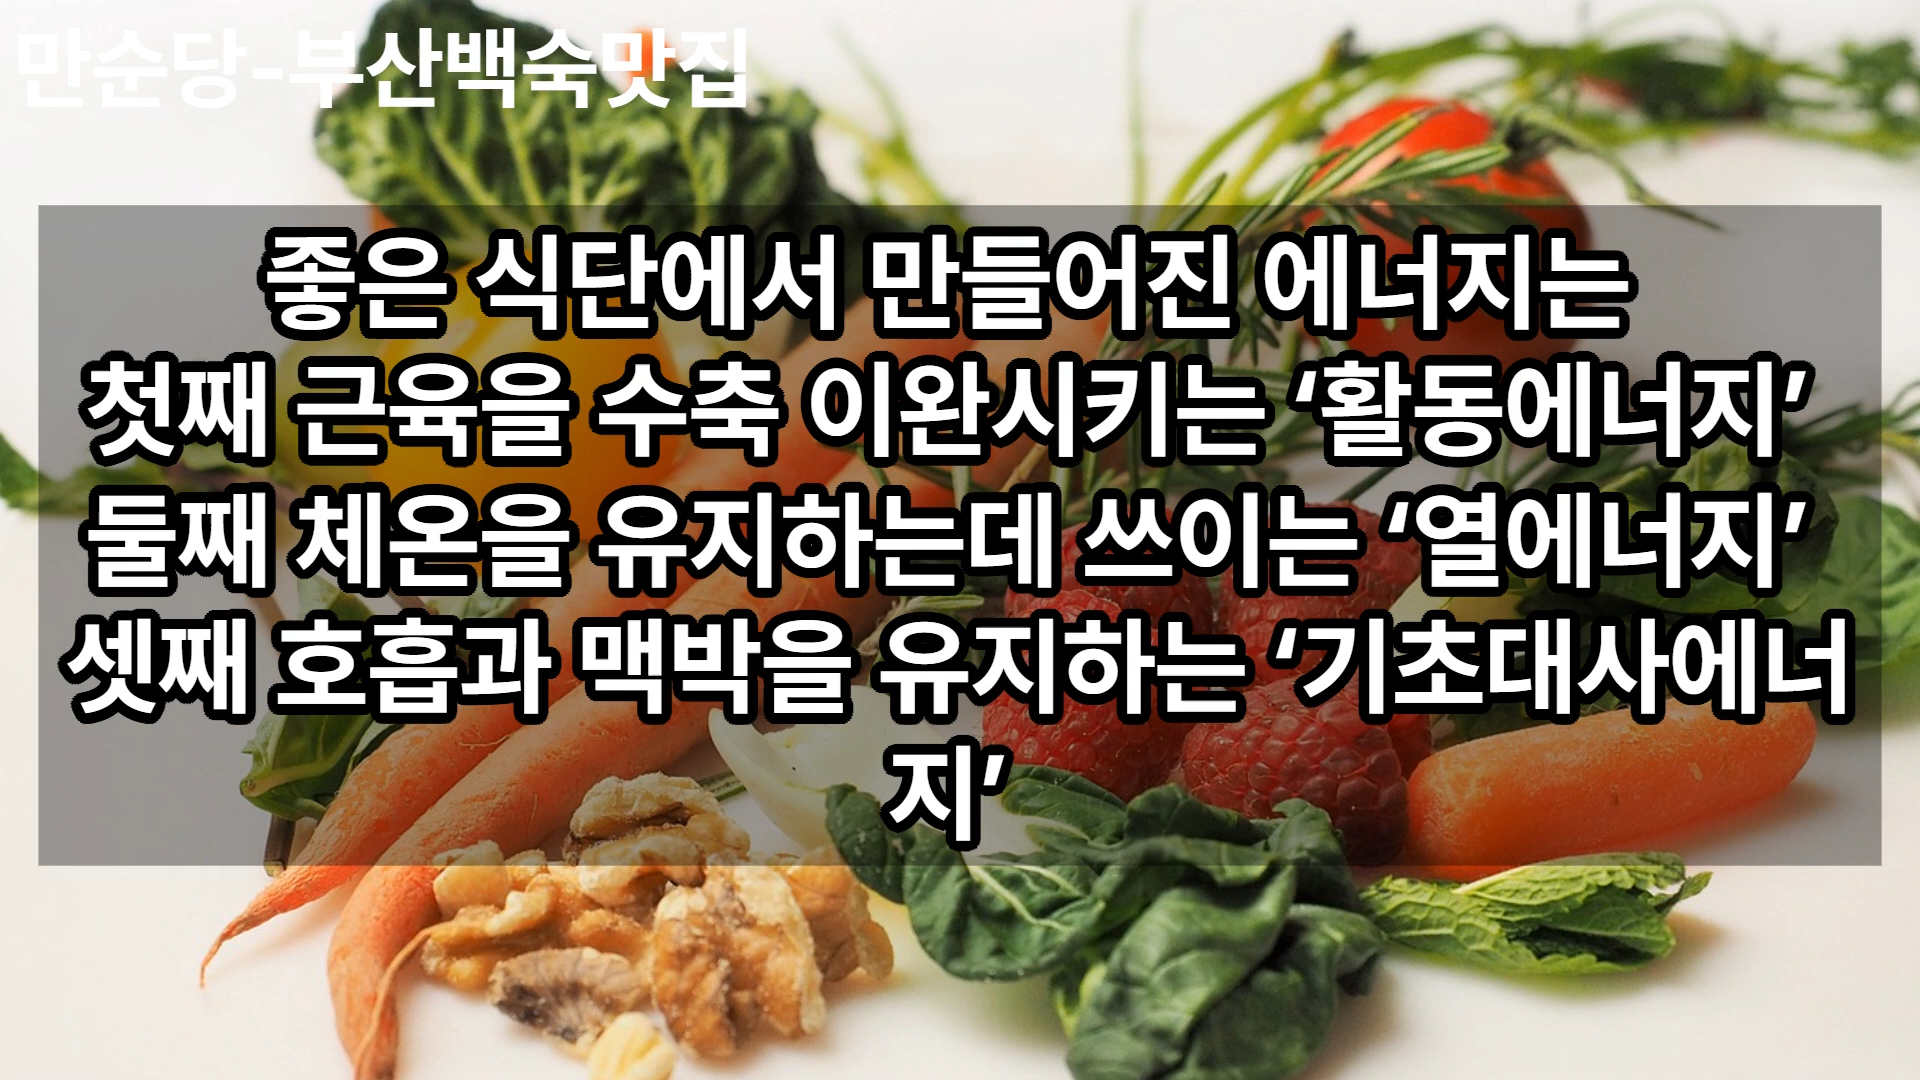 만순당-부산백숙맛집
좋은 식단에서 만들어진 에너지는
첫째 근육을 수축 이완시키는 ‘활동에너지’
둘째 체온을 유지하는데 쓰이는 ‘열에너지’
셋째 호흡과 맥박을 유지하는 ‘기초대사에너
지’